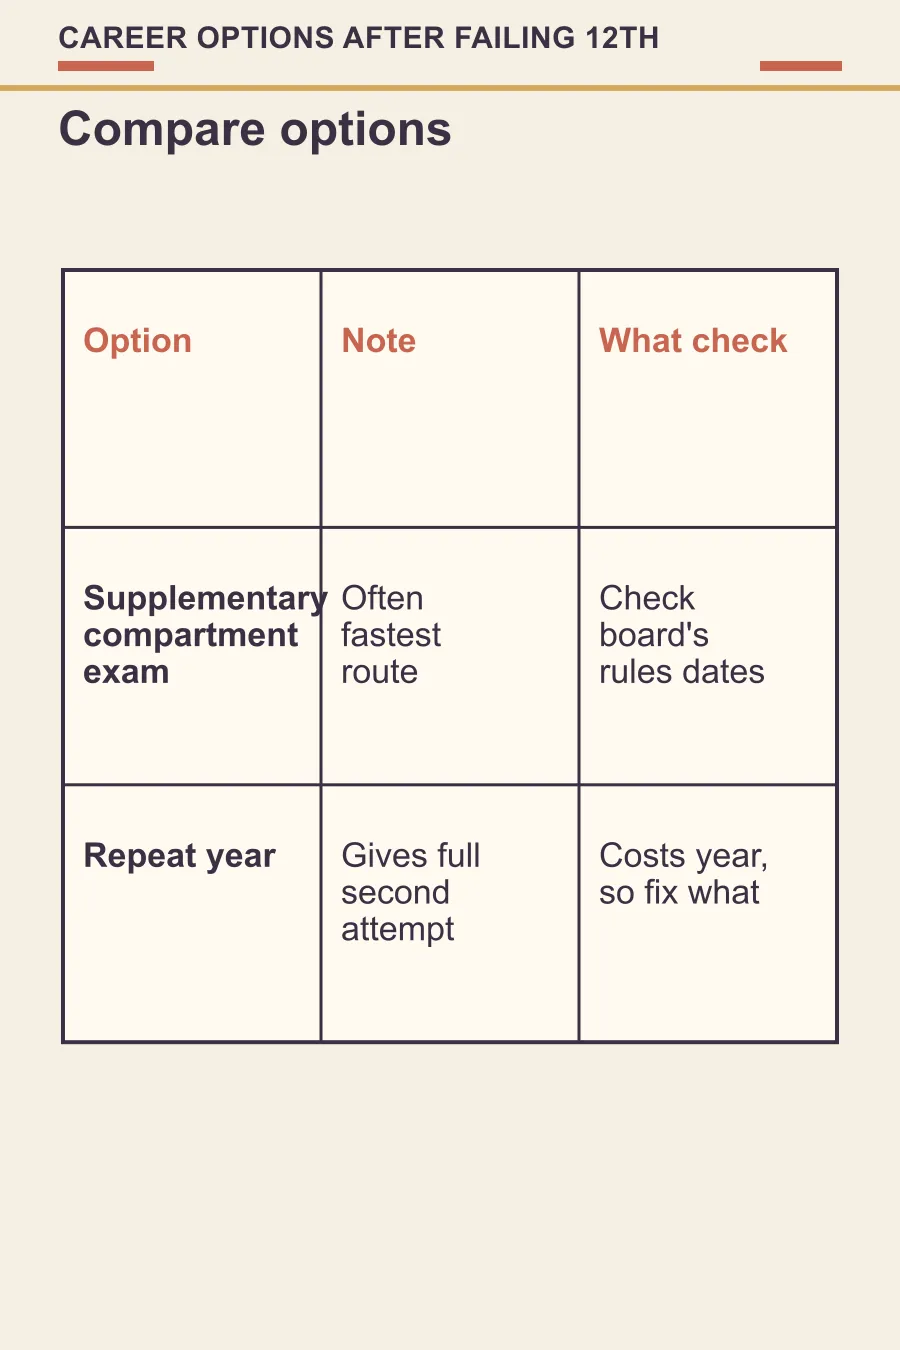 CAREER OPTIONS AFTER FAILING 12TH
Compare options
Option
Note
What check
Supplementary
compartment
exam
Often
fastest
route
Check
board's
rules dates
Repeat year
Gives full
second
attempt
Costs year,
so fix what